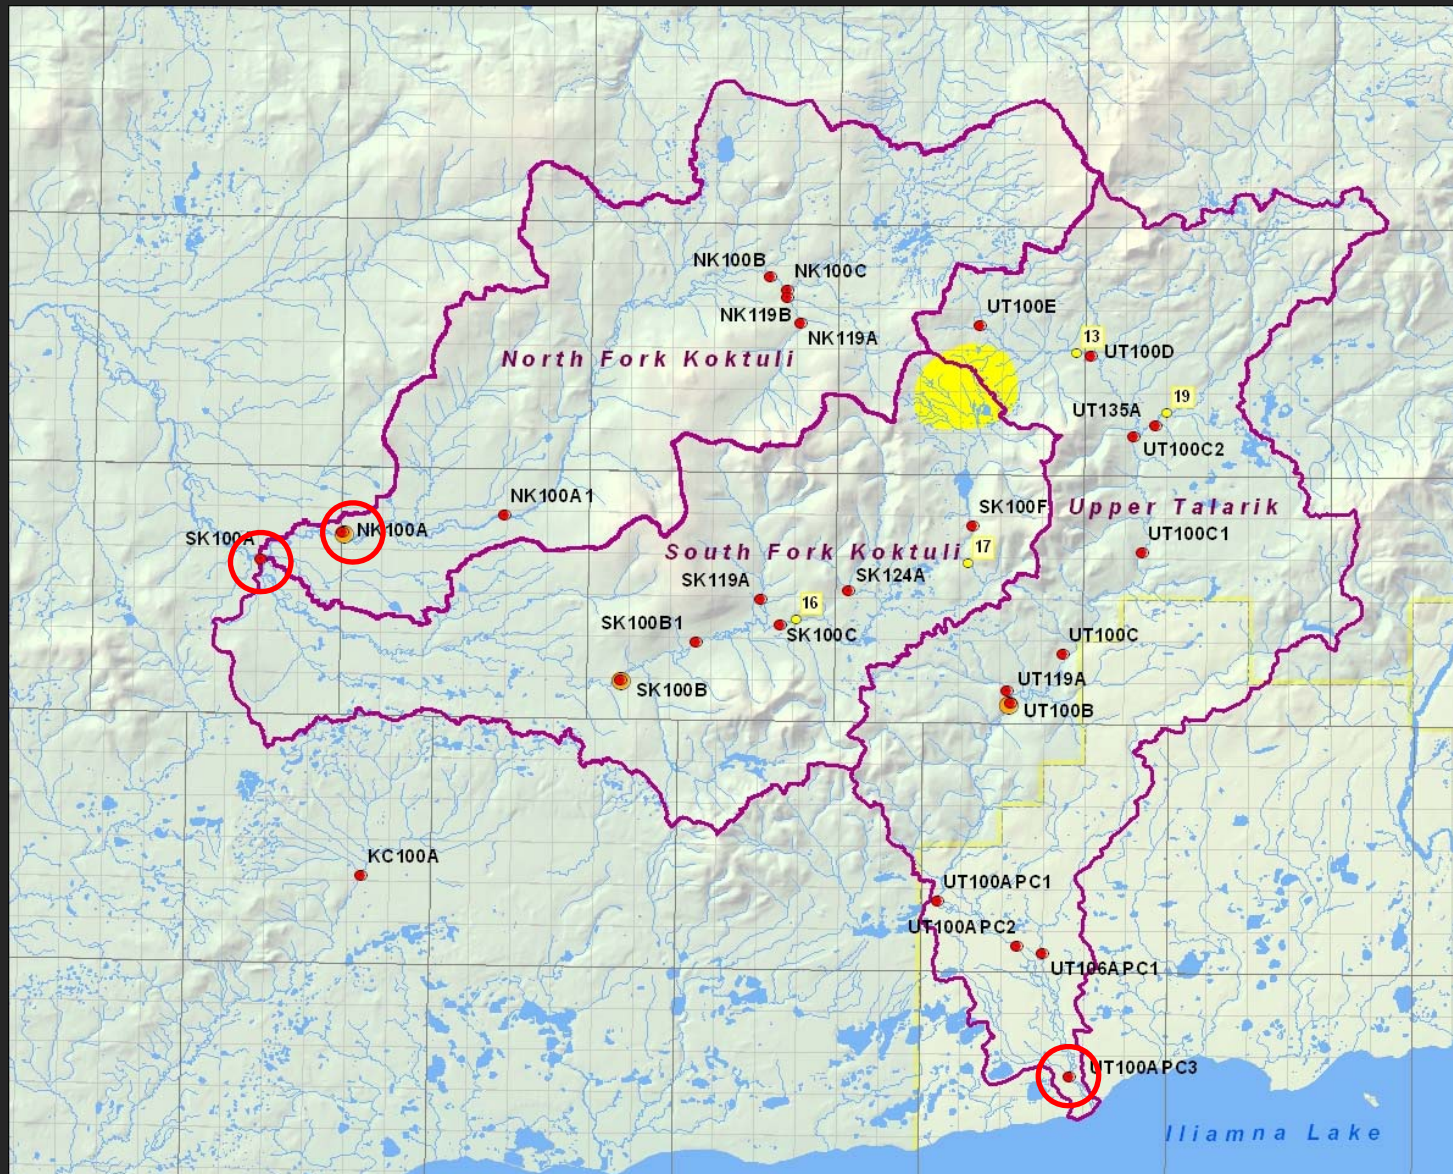 NK100B
NK100C
NK119B
NK119A
UT100E
13
UT100D
North Fork Koktuli
19
UT135A
UT100C2
NK100A1
SK100F
Upper Talarik
SK100A
NK100A
UT100C1
South Fork Koktuli
17
SK119A
SK124A
16
SK100B1
SK100C
UT100C
UT119A
SK100B
UT100B
KC100A
UT100APC1
UT100APC2
UT106APC1
UT100APC3
Iliamna Lake